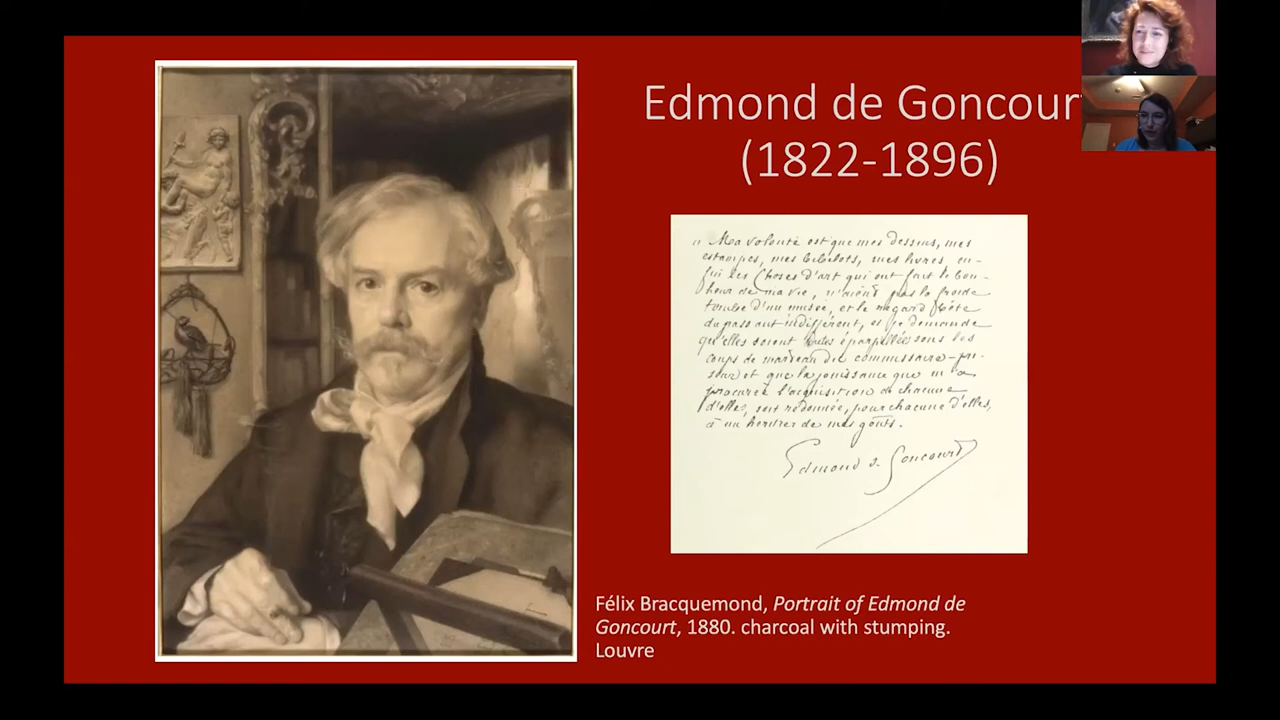 Edmond de Goncour
(1822-1896)
" Ma volonté est que mes dessins, mes
estampes, mes bibelots, mes livres en-
fin les Choses d'art qui ont fait le bon-
heur de ma vie, n'aient pas la froide
tombe d'un musée, et le regard bête
du passant indifférent, et je demande
qu'elles soient toutes éparpillées sous les
coups de marteau du commissaire-pri-
seur et que la jouissance que m'a
procurée l'acquisition de chacune
d'elles, soit redonnée, pour chacune d'elles,
à un héritier de mes goûts.
Edmond de Goncourt
Félix Bracquemond, Portrait of Edmond de
Goncourt, 1880. charcoal with stumping.
Louvre